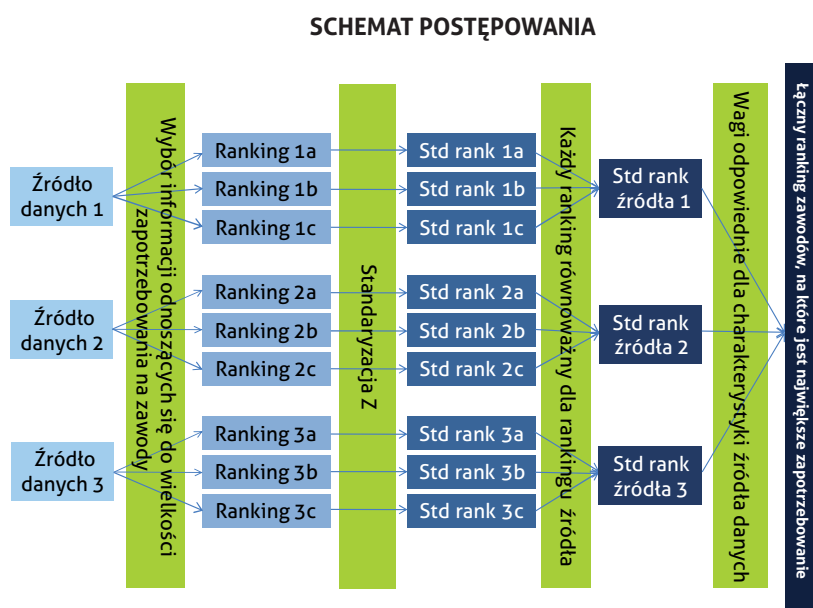 SCHEMAT POSTĘPOWANIA
Źródło
danych 1
Źródło
danych 2
Źródło
danych 3
Wybór informacji odnoszących się do wielkości
zapotrzebowania na zawody
Ranking 1a
Ranking 1b
Ranking 1c
Ranking 2a
Ranking 2b
Ranking 2c
Ranking 3a
Ranking 3b
Ranking 3c
Standaryzacja Z
Std rank 1a
Std rank 1b
Std rank 1c
Std rank 2a
Std rank 2b
Std rank 2c
Std rank 3a
Std rank 3b
Std rank 3c
Każdy ranking równoważny dla rankingu źródła
Std rank
źródła 1
Std rank
źródła 2
Std rank
źródła 3
Wagi odpowiednie dla charakterystyki źródła danych
Łączny ranking zawodów, na które jest największe zapotrzebowanie